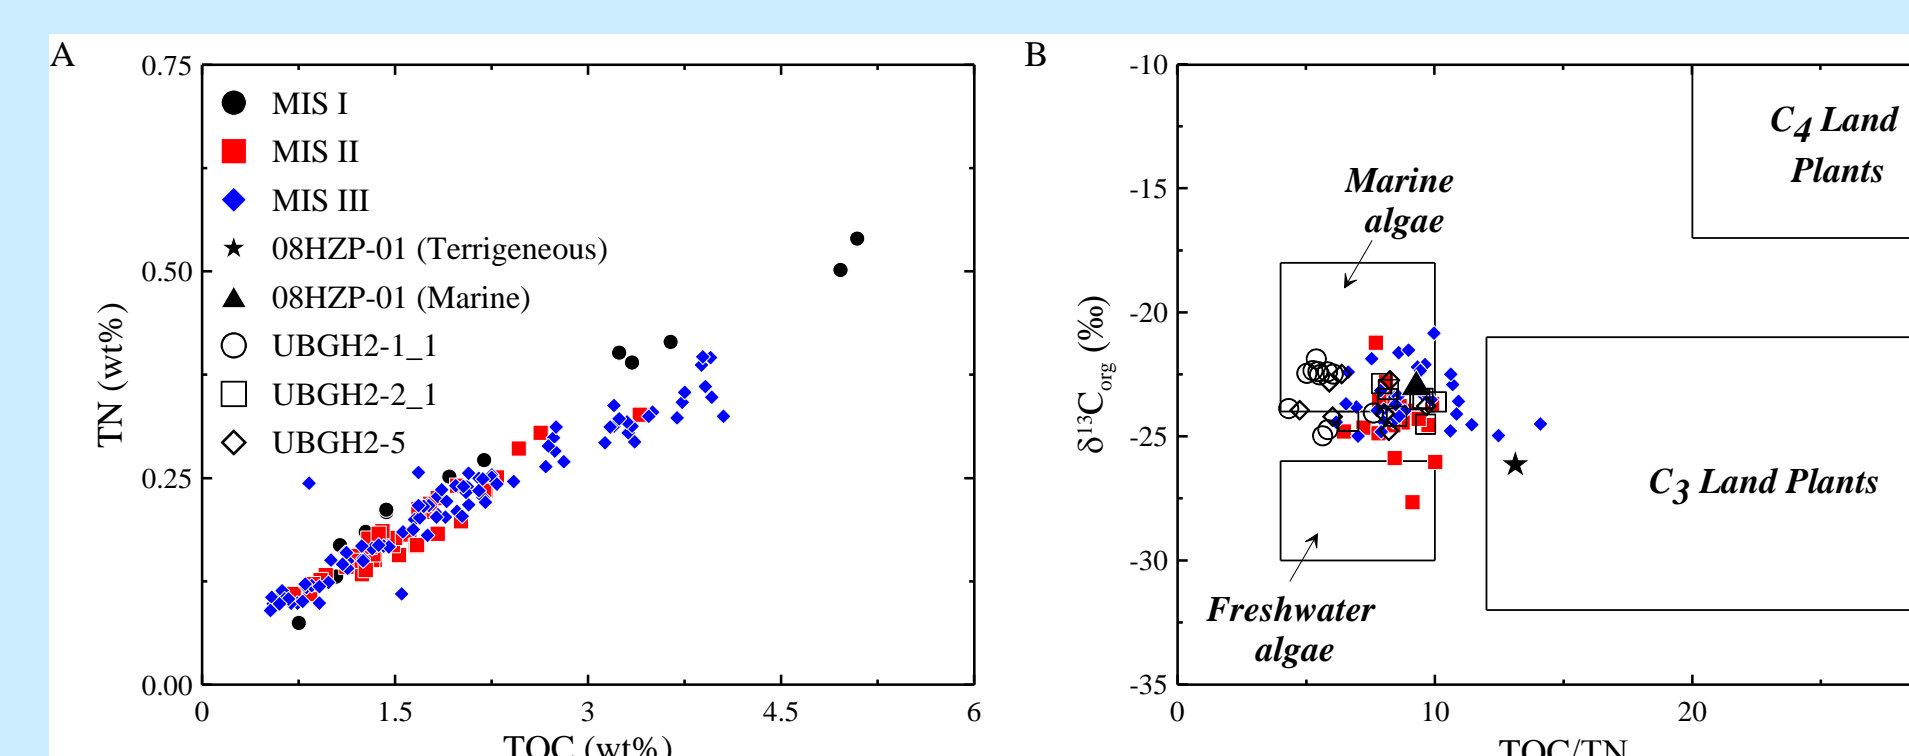 A
0.75
0.50
0.25
0.00
TN (wt%)
MIS I
MIS II
MIS III
08HZP-01 (Terrigeneous)
08HZP-01 (Marine)
UBGH2-1_1
UBGH2-2_1
UBGH2-5
0 1.5 3 4.5 6
TOC (wt%)
B
-10
-15
-20
-25
-30
-35
δ¹³C_org (‰)
C₄ Land
Plants
Marine
algae
C₃ Land Plants
Freshwater
algae
0 10 20
TOC/TN